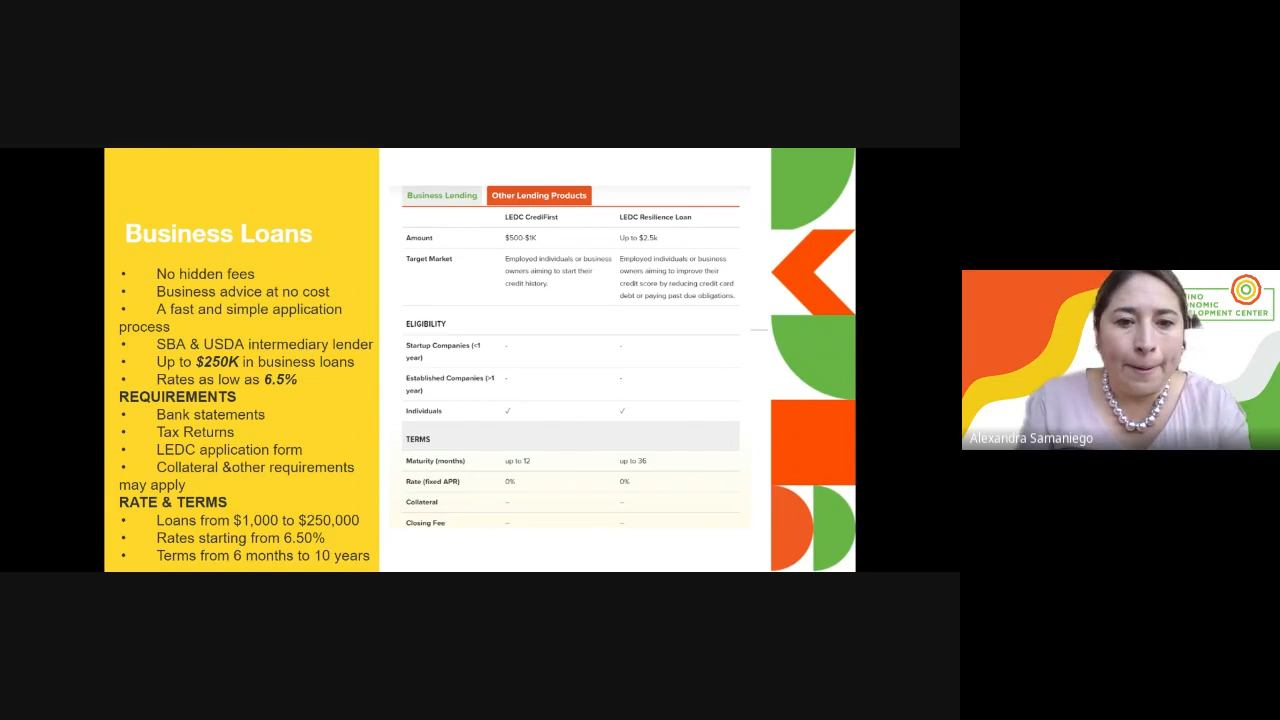 Business Loans
• No hidden fees
• Business advice at no cost
• A fast and simple application
process
• SBA & USDA intermediary lender
• Up to $250K in business loans
• Rates as low as 6.5%
REQUIREMENTS
• Bank statements
• Tax Returns
• LEDC application form
• Collateral &other requirements
may apply
RATE & TERMS
• Loans from $1,000 to $250,000
• Rates starting from 6.50%
• Terms from 6 months to 10 years
Business Lending Other Lending Products
LEDC CrediFirst LEDC Resilience Loan
Amount $500-$1K Up to $2.5k
Target Market Employed individuals or business Employed individuals or business
owners aiming to start their owners aiming to improve their
credit history. credit score by reducing credit card
debt or paying past due obligations.
ELIGIBILITY
Startup Companies (<1 - -
year)
Established Companies (>1 - -
year)
Individuals ✓ ✓
TERMS
Maturity (months) up to 12 up to 36
Rate (fixed APR) 0% 0%
Collateral – –
Closing Fee – –
INO
NOMIC
ELOPMENT CENTER
Alexandra Samaniego